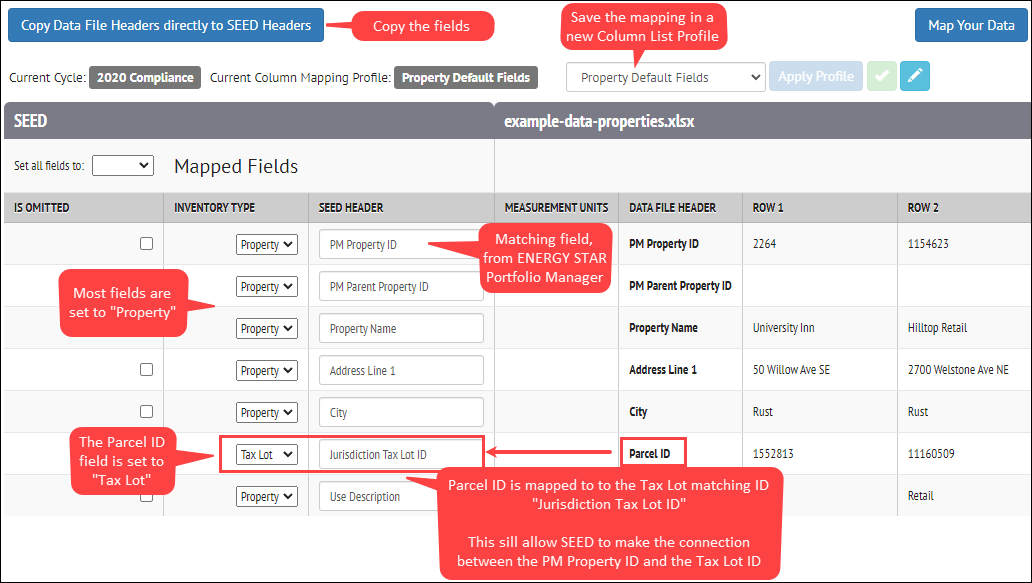 Copy Data File Headers directly to SEED Headers
Copy the fields
Save the mapping in a
new Column List Profile
Map Your Data
Current Cycle: 2020 Compliance Current Column Mapping Profile: Property Default Fields
Property Default Fields
Apply Profile
SEED
example-data-properties.xlsx
Set all fields to:
Mapped Fields
IS OMITTED INVENTORY TYPE SEED HEADER MEASUREMENT UNITS DATA FILE HEADER ROW 1 ROW 2
Property PM Property ID PM Property ID 2264 1154623
Matching field,
from ENERGY STAR
Portfolio Manager
Property PM Parent Property ID PM Parent Property ID
Most fields are
set to "Property"
Property Property Name Property Name University Inn Hilltop Retail
Property Address Line 1 Address Line 1 50 Willow Ave SE 2700 Welstone Ave NE
Property City City Rust Rust
The Parcel ID
field is set to
"Tax Lot"
Tax Lot Jurisdiction Tax Lot ID Parcel ID 1552813 11160509
Property Use Description Retail
Parcel ID is mapped to to the Tax Lot matching ID
"Jurisdiction Tax Lot ID"
This sill allow SEED to make the connection
between the PM Property ID and the Tax Lot ID